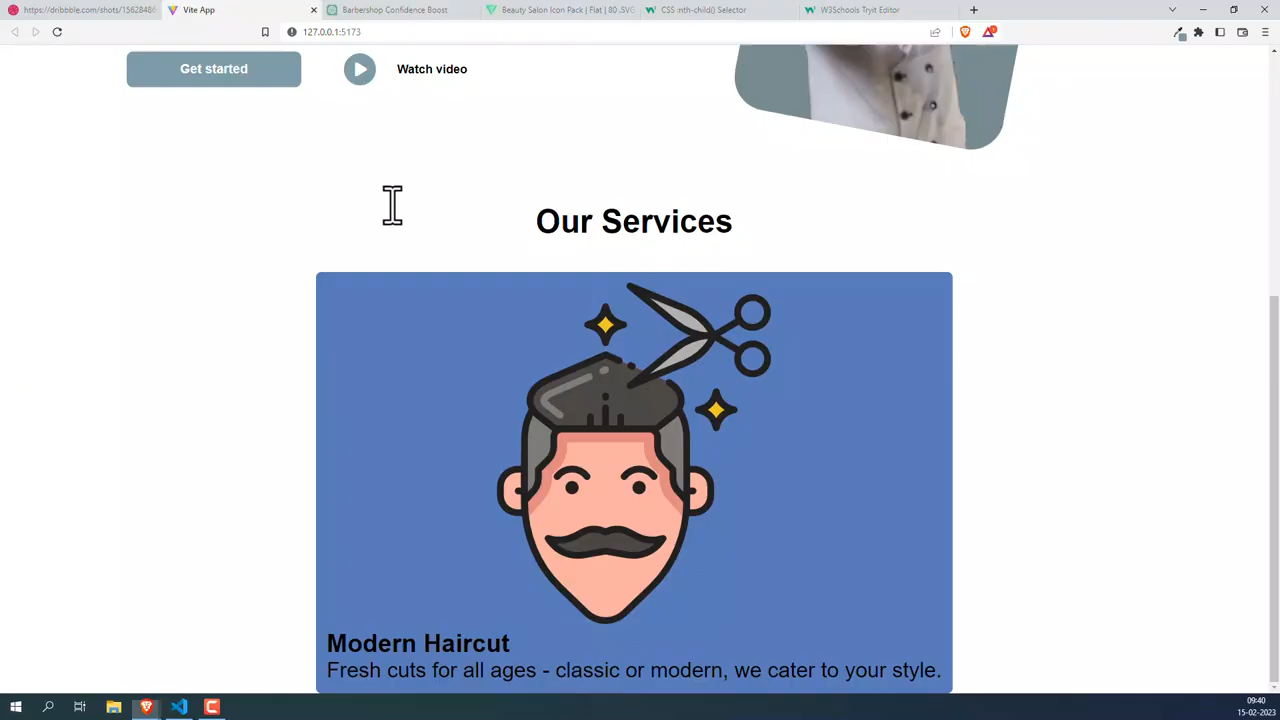 https://dribbble.com/shots/15628486
Vite App
Barbershop Confidence Boost
Beauty Salon Icon Pack | Flat | 80 .SVG
CSS :nth-child() Selector
W3Schools Tryit Editor
127.0.0.1:5173
Get started
Watch video
Our Services
Modern Haircut
Fresh cuts for all ages - classic or modern, we cater to your style.
09:40
15-02-2023